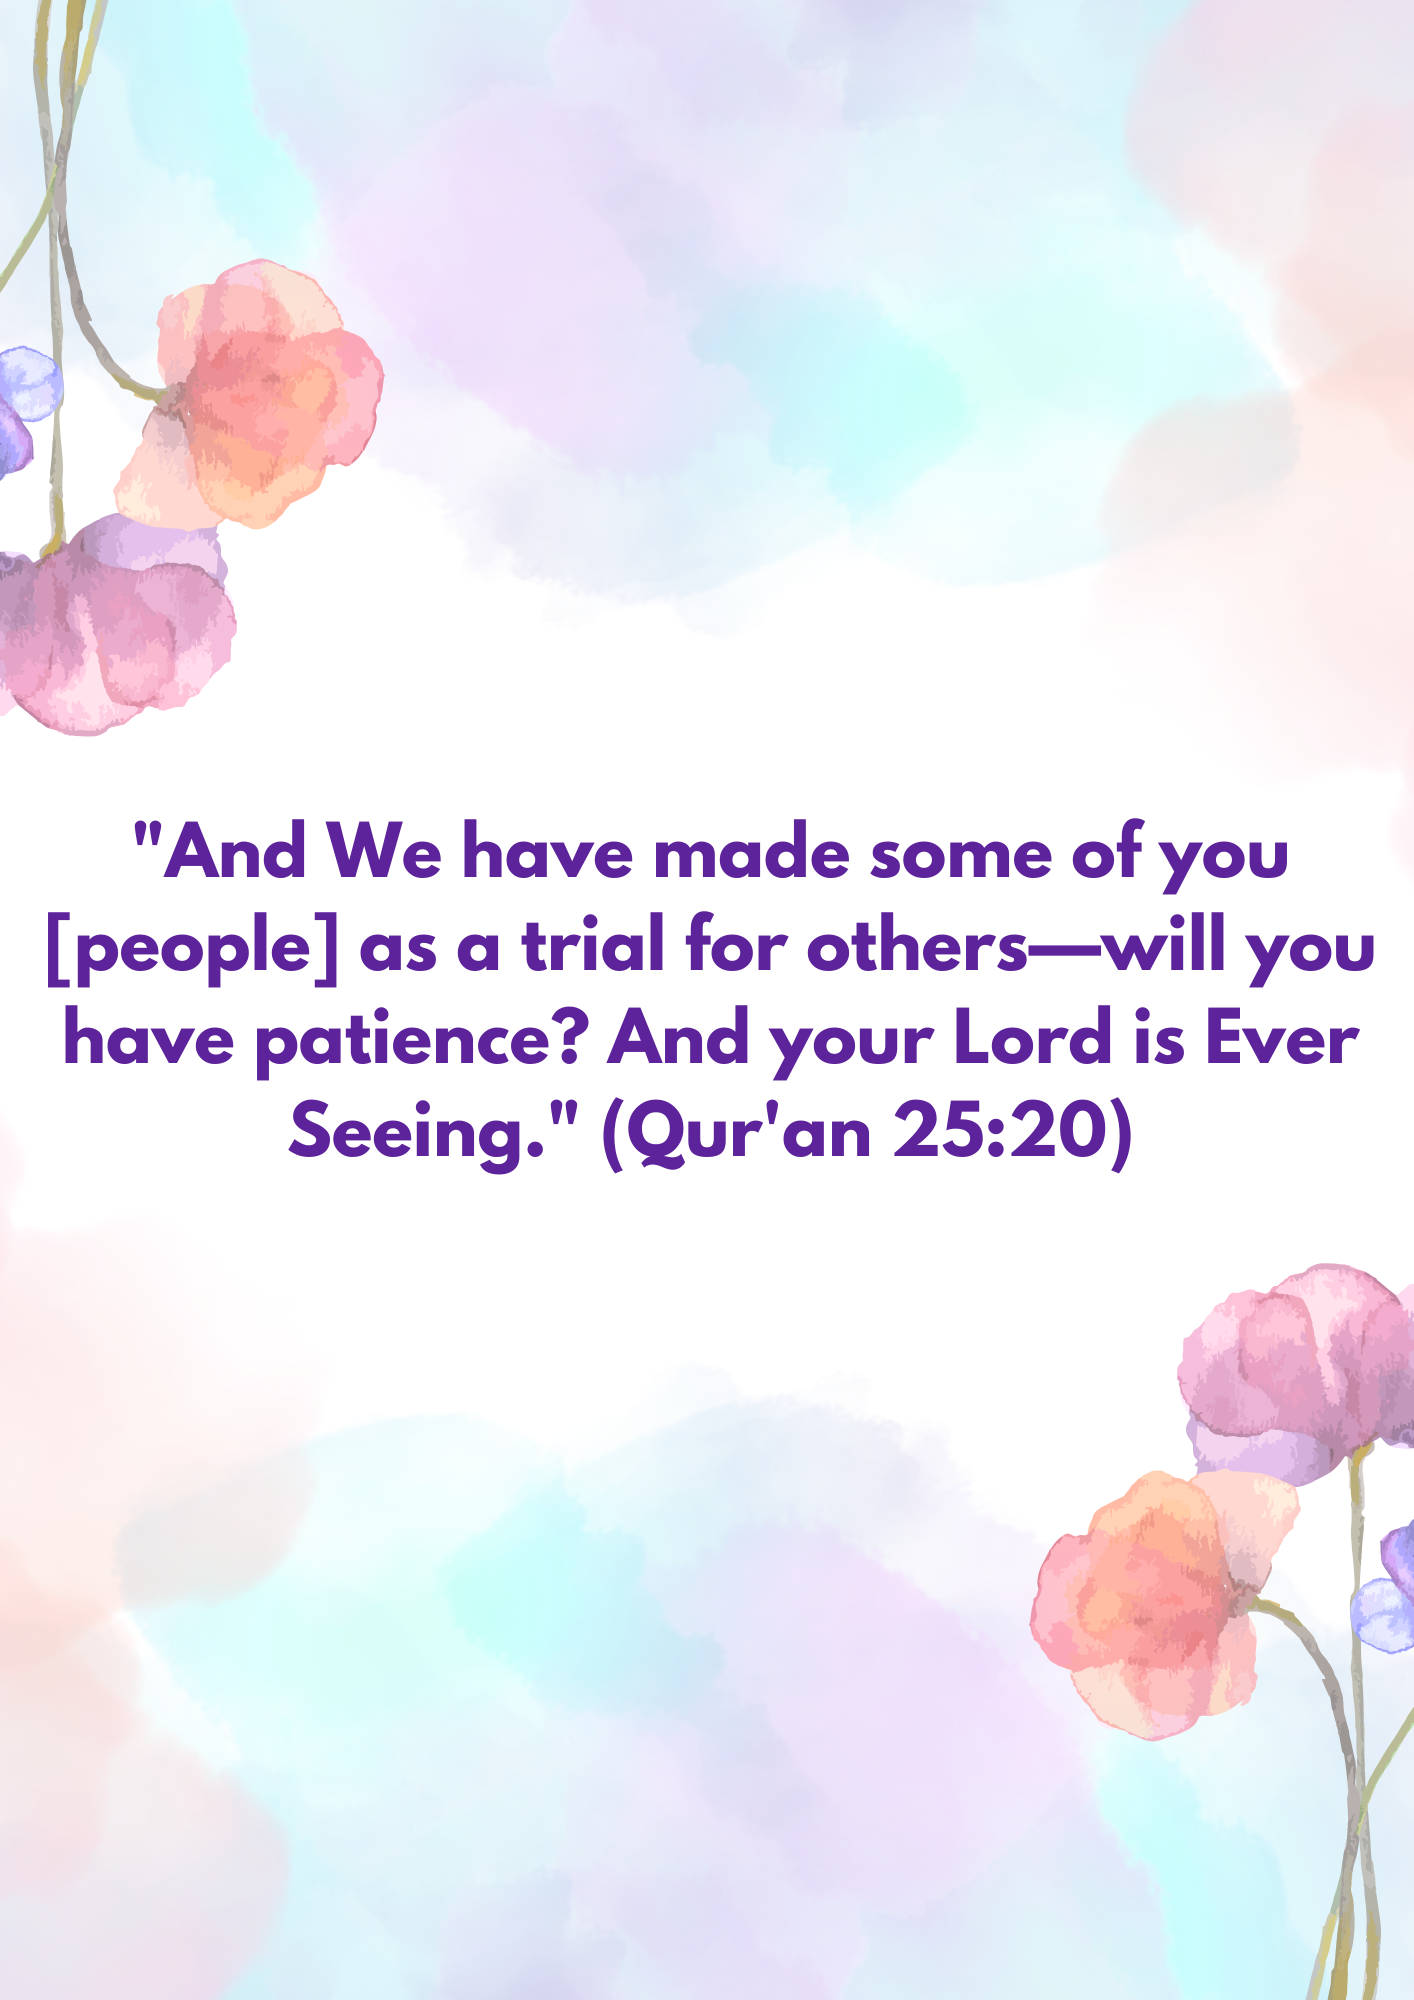 "And We have made some of you
[people] as a trial for others—will you
have patience? And your Lord is Ever
Seeing." (Qur'an 25:20)